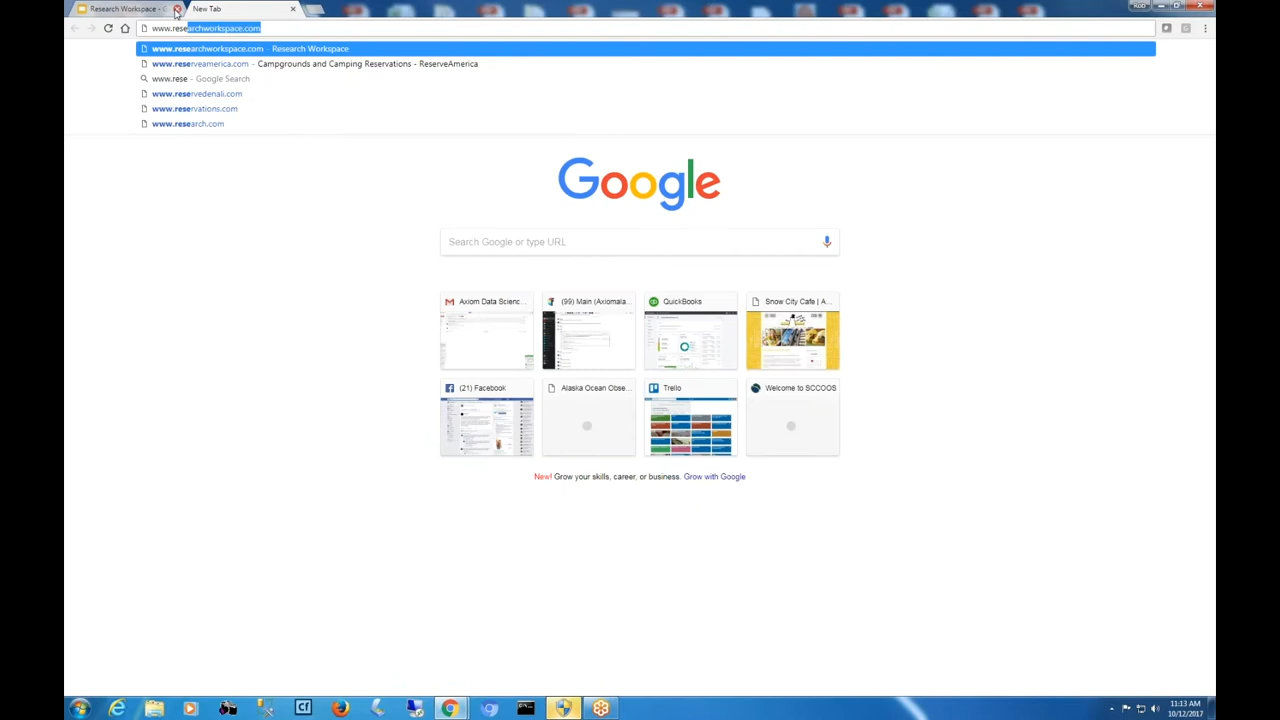 Research Workspace - G
New Tab
Rob
www.researchworkspace.com
www.researchworkspace.com - Research Workspace
www.reserveamerica.com - Campgrounds and Camping Reservations - ReserveAmerica
www.rese - Google Search
www.reservedenali.com
www.reservations.com
www.research.com
Google
Search Google or type URL
Axiom Data Scienc...
(99) Main (Axiomala...
QuickBooks
Snow City Cafe | A...
(21) Facebook
Alaska Ocean Obse...
Trello
Welcome to SCCOOS
New! Grow your skills, career, or business. Grow with Google
Cf
11:13 AM
10/12/2017